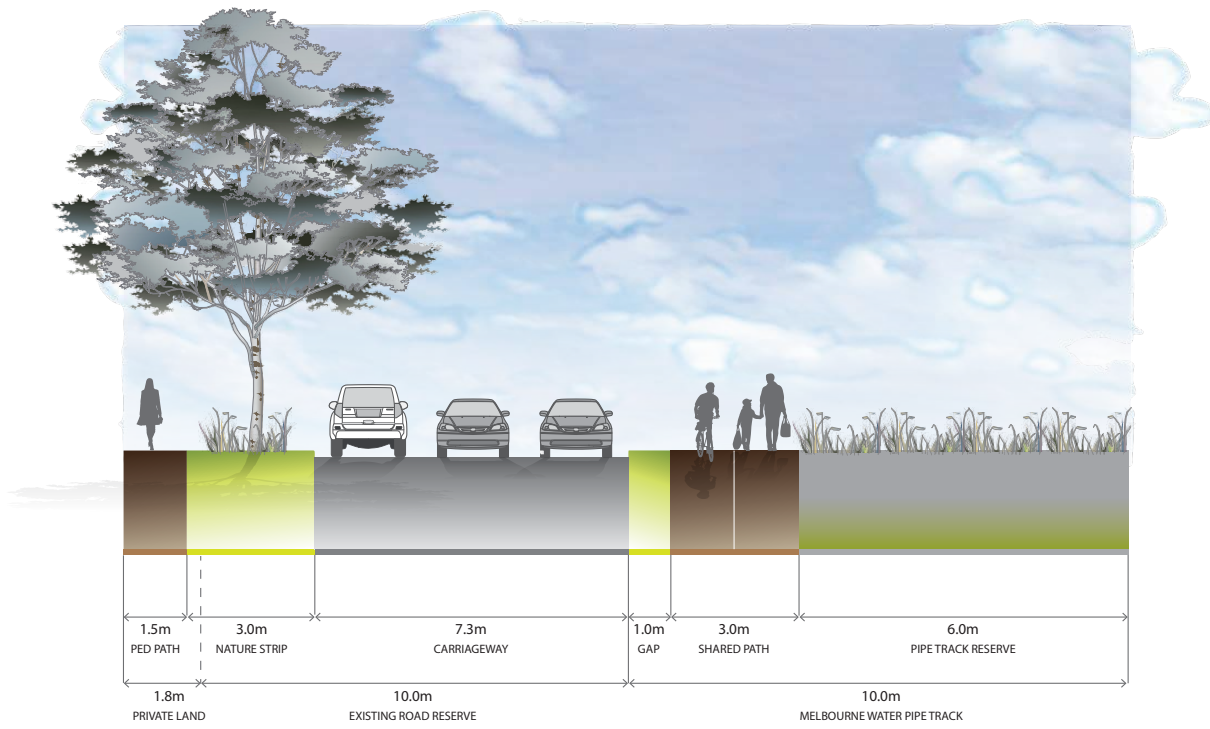 1.5m 3.0m 7.3m 1.0m 3.0m 6.0m
PED PATH NATURE STRIP CARRIAGEWAY GAP SHARED PATH PIPE TRACK RESERVE
1.8m 10.0m 10.0m
PRIVATE LAND EXISTING ROAD RESERVE MELBOURNE WATER PIPE TRACK